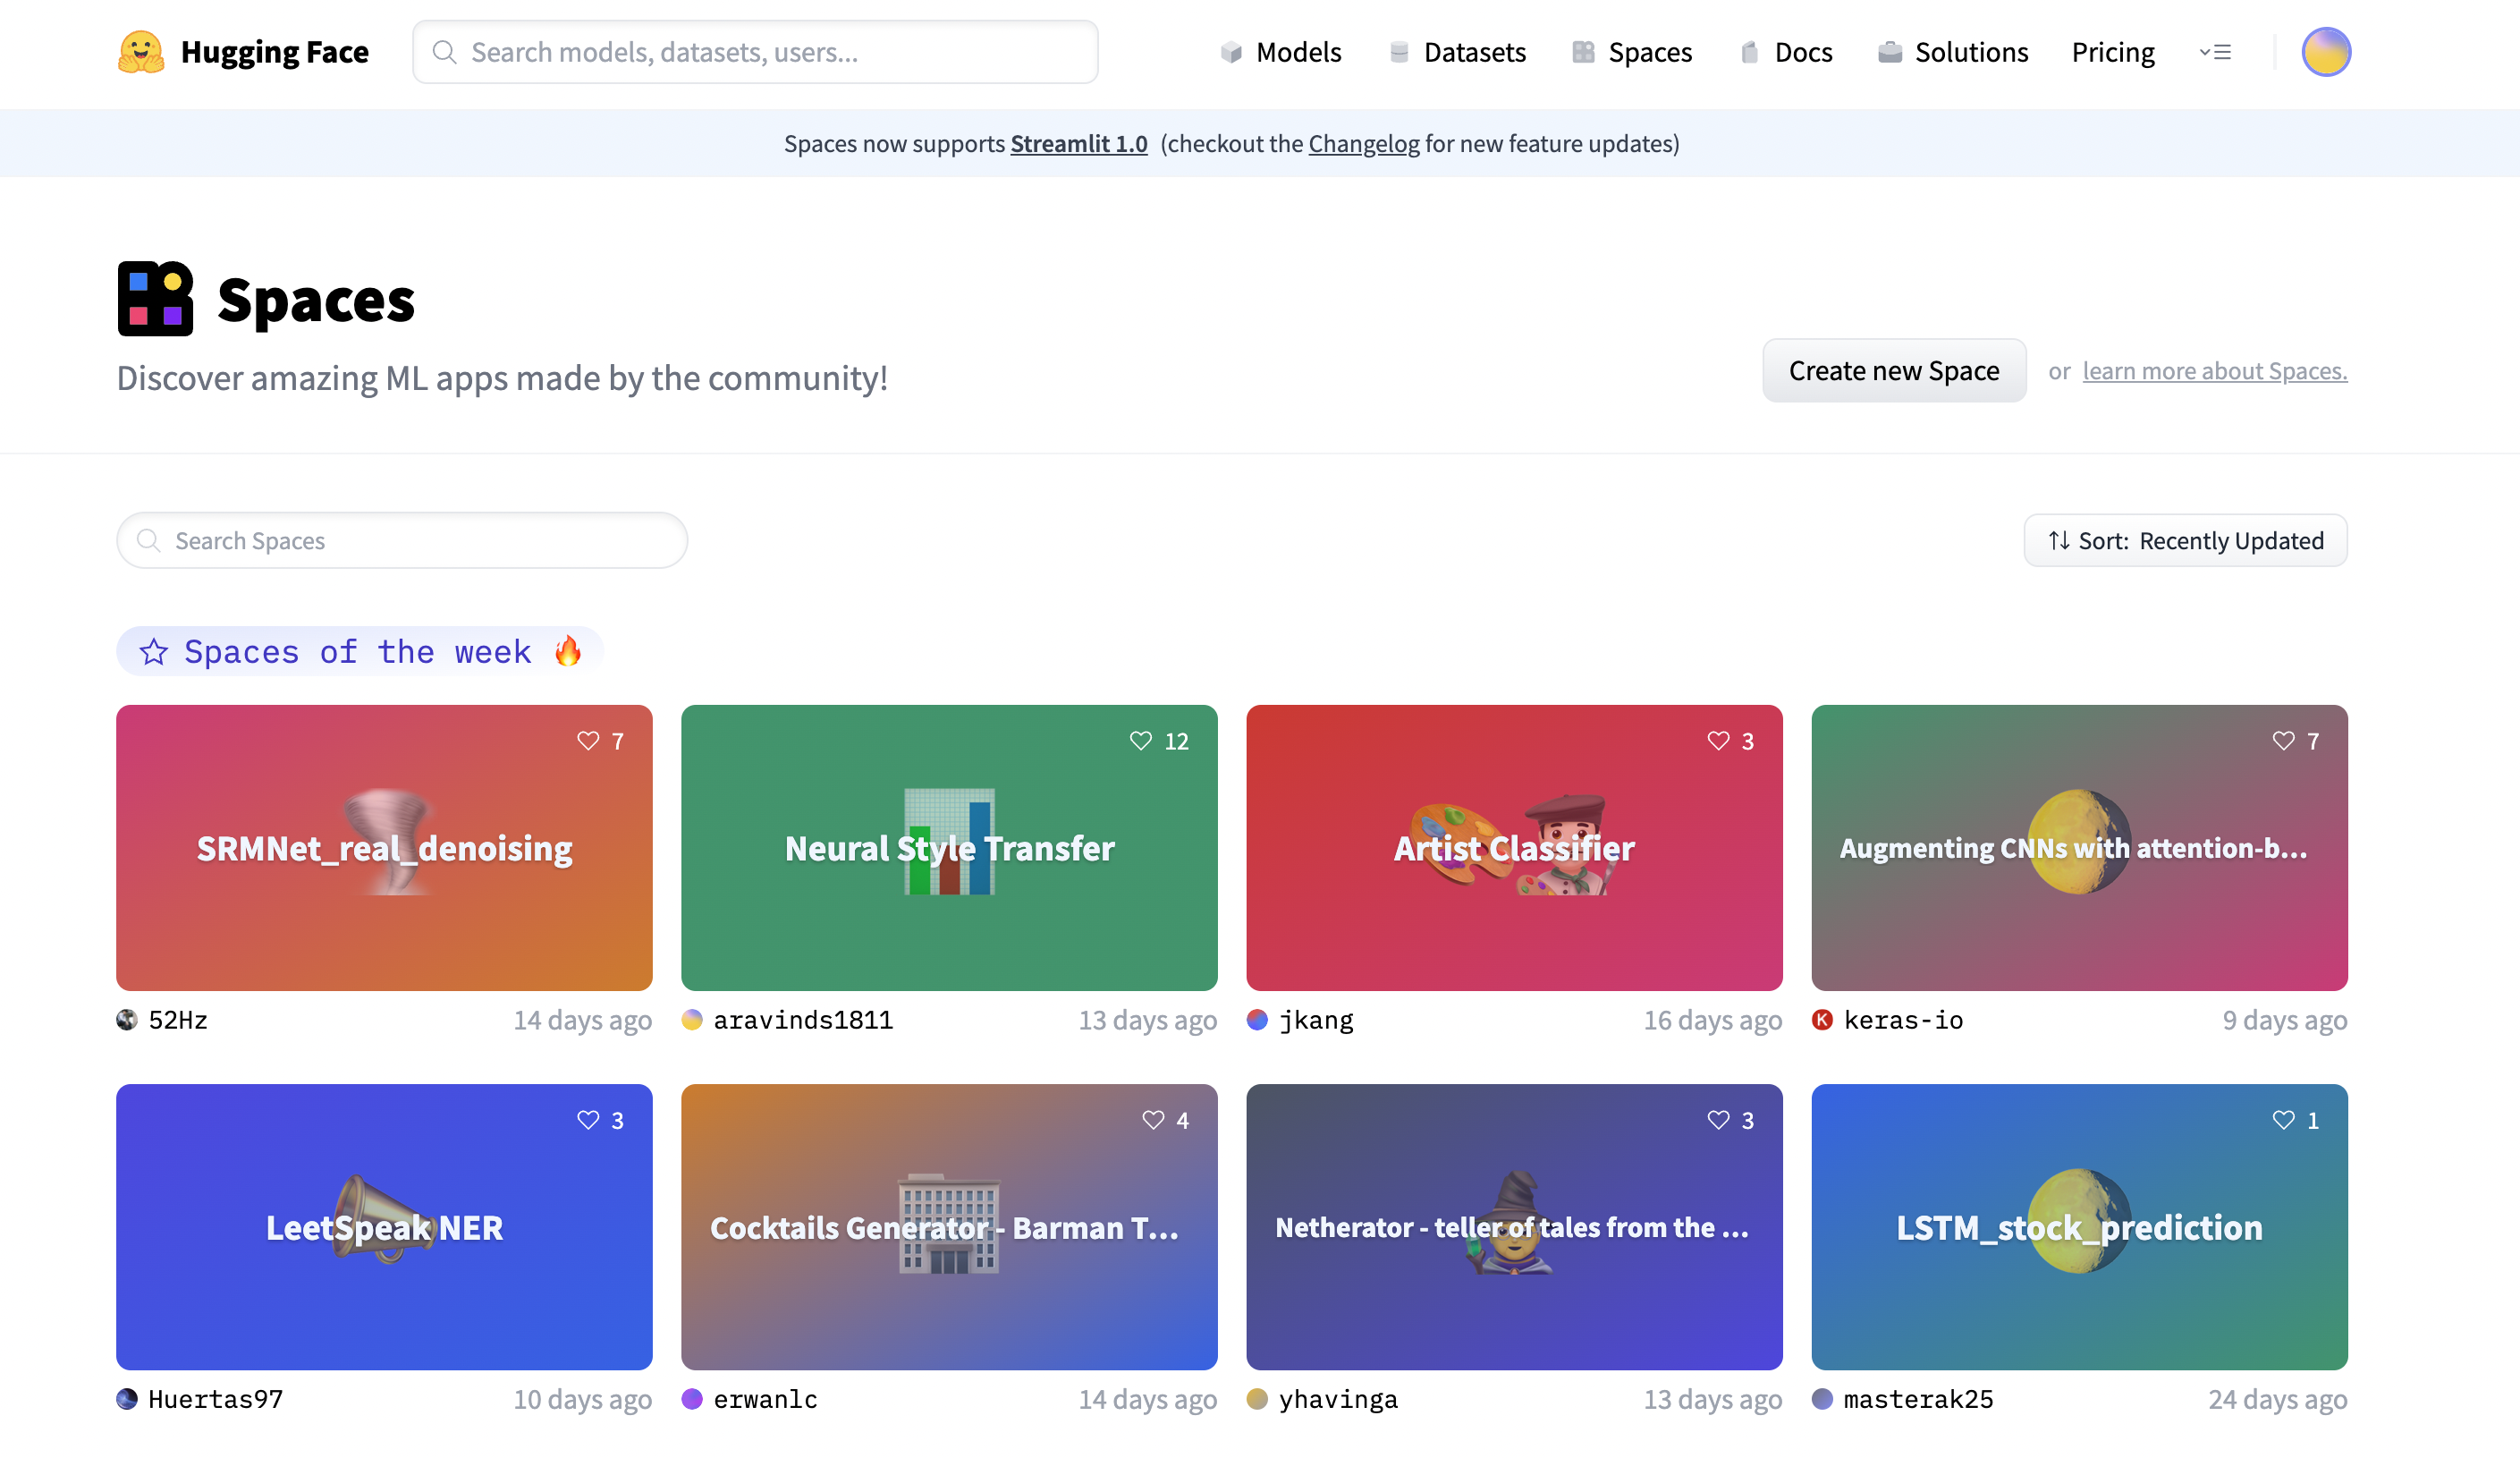 Hugging Face
Search models, datasets, users...
Models
Datasets
Spaces
Docs
Solutions
Pricing
Spaces now supports Streamlit 1.0 (checkout the Changelog for new feature updates)
Spaces
Discover amazing ML apps made by the community!
Create new Space
or learn more about Spaces.
Search Spaces
Sort: Recently Updated
Spaces of the week 🔥
7
SRMNet_real_denoising
52Hz
14 days ago
12
Neural Style Transfer
aravinds1811
13 days ago
3
Artist Classifier
jkang
16 days ago
7
Augmenting CNNs with attention-b...
K
keras-io
9 days ago
3
LeetSpeak NER
Huertas97
10 days ago
4
Cocktails Generator - Barman T...
erwanlc
14 days ago
3
Netherator - teller of tales from the ...
yhavinga
13 days ago
1
LSTM_stock_prediction
masterak25
24 days ago